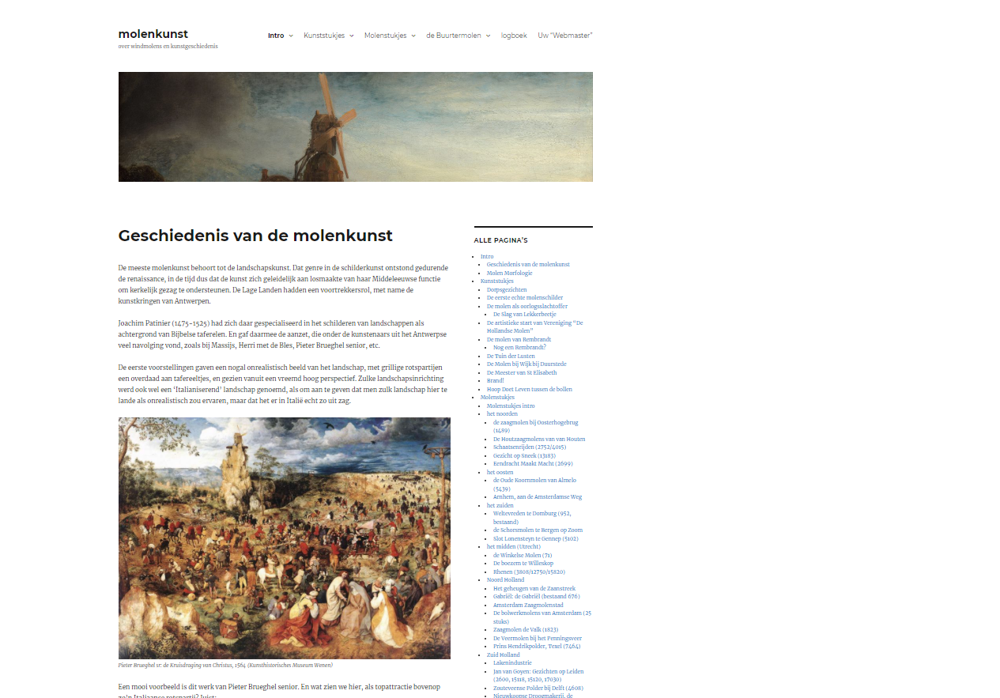 molenkunst
over windmolens en kunstgeschiedenis
Intro Kunststukjes Molenstukjes de Buurtermolen logboek Uw "Webmaster"
Geschiedenis van de molenkunst
De meeste molenkunst behoort tot de landschapskunst. Dat genre in de schilderkunst ontstond gedurende
de renaissance, in de tijd dus dat de kunst zich geleidelijk aan losmaakte van haar Middeleeuwse functie
om kerkelijk gezag te ondersteunen. De Lage Landen hadden een voortrekkersrol, met name de
kunstkringen van Antwerpen.
Joachim Patinier (1475-1525) had zich daar gespecialiseerd in het schilderen van landschappen als
achtergrond van Bijbelse taferelen. En gaf daarmee de aanzet, die onder de kunstenaars uit het Antwerpse
veel navolging vond, zoals bij Massijs, Herri met de Bles, Pieter Brueghel senior, etc.
De eerste voorstellingen gaven een nogal onrealistisch beeld van het landschap, met grillige rotspartijen
een overdaad aan tafereeltjes, en gezien vanuit een vreemd hoog perspectief. Zulke landschapsinrichting
werd ook wel een 'Italianiserend' landschap genoemd, als om aan te geven dat men zulk landschap hier te
lande als onrealistisch zou ervaren, maar dat het er in Italië echt zo uit zag.
Pieter Brueghel sr: de Kruisdraging van Christus, 1564 (Kunsthistorisches Museum Wenen)
Een mooi voorbeeld is dit werk van Pieter Brueghel senior. En wat zien we hier, als topattractie bovenop
zo'n Italiaanse rotspartij? Juist:
ALLE PAGINA'S
Intro
Geschiedenis van de molenkunst
Molen Morfologie
Kunststukjes
Dorpsgezichten
De eerste echte molenschilder
De molen als oorlogsslachtoffer
De Slag van Lekkerbeetje
De artistieke start van Vereniging "De
Hollandse Molen"
De molen van Rembrandt
Nog een Rembrandt?
De Tuin der Lusten
De Molen bij Wijk bij Duurstede
De Meester van St Elisabeth
Brand!
Hoop Doet Leven tussen de bollen
Molenstukjes
Molenstukjes intro
het noorden
de zaagmolen bij Oosterhogebrug
(1489)
De Houtzaagmolens van van Houten
Schaatsenrijden (2752/4015)
Gezicht op Sneek (13183)
Eendracht Maakt Macht (2699)
het oosten
de Oude Koornmolen van Almelo
(5439)
Arnhem, aan de Amsterdamse Weg
het zuiden
Weltevreden te Domburg (952,
bestaand)
de Schorsmolen te Bergen op Zoom
Slot Lonensteyn te Gennep (5102)
het midden (Utrecht)
de Winkelse Molen (71)
De boezem te Willeskop
Rhenen (3808/12750/15820)
Noord Holland
Het geheugen van de Zaanstreek
Gabriël: de Gabriël (bestaand 676)
Amsterdam Zaagmolenstad
De bolwerkmolens van Amsterdam (25
stuks)
Zaagmolen de Valk (1823)
De Veermolen bij het Penningsveer
Prins Hendrikpolder, Texel (7464)
Zuid Holland
Lakenindustrie
Jan van Goyen: Gezichten op Leiden
(2600, 15118, 15120, 17030)
Zouteveense Polder bij Delft (4608)
Nieuwkoopse Droogmakerij, de